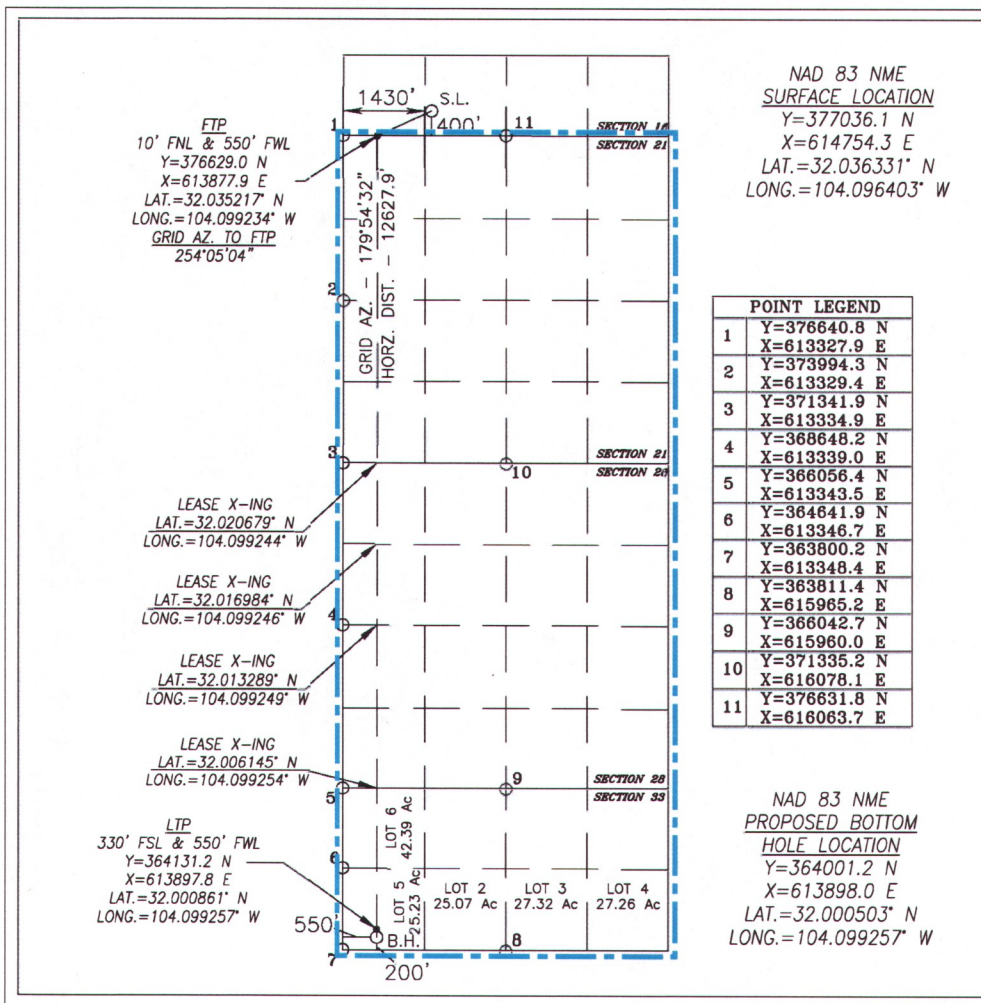 1430'
S.L.
400'
1
11
SECTION 16
SECTION 21
FTP
10' FNL & 550' FWL
Y=376629.0 N
X=613877.9 E
LAT.=32.035217° N
LONG.=104.099234° W
GRID AZ. TO FTP
254°05'04"
NAD 83 NME
SURFACE LOCATION
Y=377036.1 N
X=614754.3 E
LAT.=32.036331° N
LONG.=104.096403° W
GRID AZ. - 179°54'32"
HORZ. DIST. - 12627.9'
2
3
SECTION 21
10
POINT LEGEND
1 Y=376640.8 N
X=613327.9 E
2 Y=373994.3 N
X=613329.4 E
3 Y=371341.9 N
X=613334.9 E
4 Y=368648.2 N
X=613339.0 E
5 Y=366056.4 N
X=613343.5 E
6 Y=364641.9 N
X=613346.7 E
7 Y=363800.2 N
X=613348.4 E
8 Y=363811.4 N
X=615965.2 E
9 Y=366042.7 N
X=615960.0 E
10 Y=371335.2 N
X=616078.1 E
11 Y=376631.8 N
X=616063.7 E
LEASE X-ING
LAT.=32.020679° N
LONG.=104.099244° W
LEASE X-ING
LAT.=32.016984° N
LONG.=104.099246° W
4
LEASE X-ING
LAT.=32.013289° N
LONG.=104.099249° W
LEASE X-ING
LAT.=32.006145° N
LONG.=104.099254° W
5
9
SECTION 28
SECTION 33
LOT 6
42.39 Ac
6
LTP
330' FSL & 550' FWL
Y=364131.2 N
X=613897.8 E
LAT.=32.000861° N
LONG.=104.099257° W
LOT 5
25.23 Ac
LOT 2
25.07 Ac
LOT 3
27.32 Ac
LOT 4
27.26 Ac
550'
B.H.
7
200'
8
NAD 83 NME
PROPOSED BOTTOM
HOLE LOCATION
Y=364001.2 N
X=613898.0 E
LAT.=32.000503° N
LONG.=104.099257° W